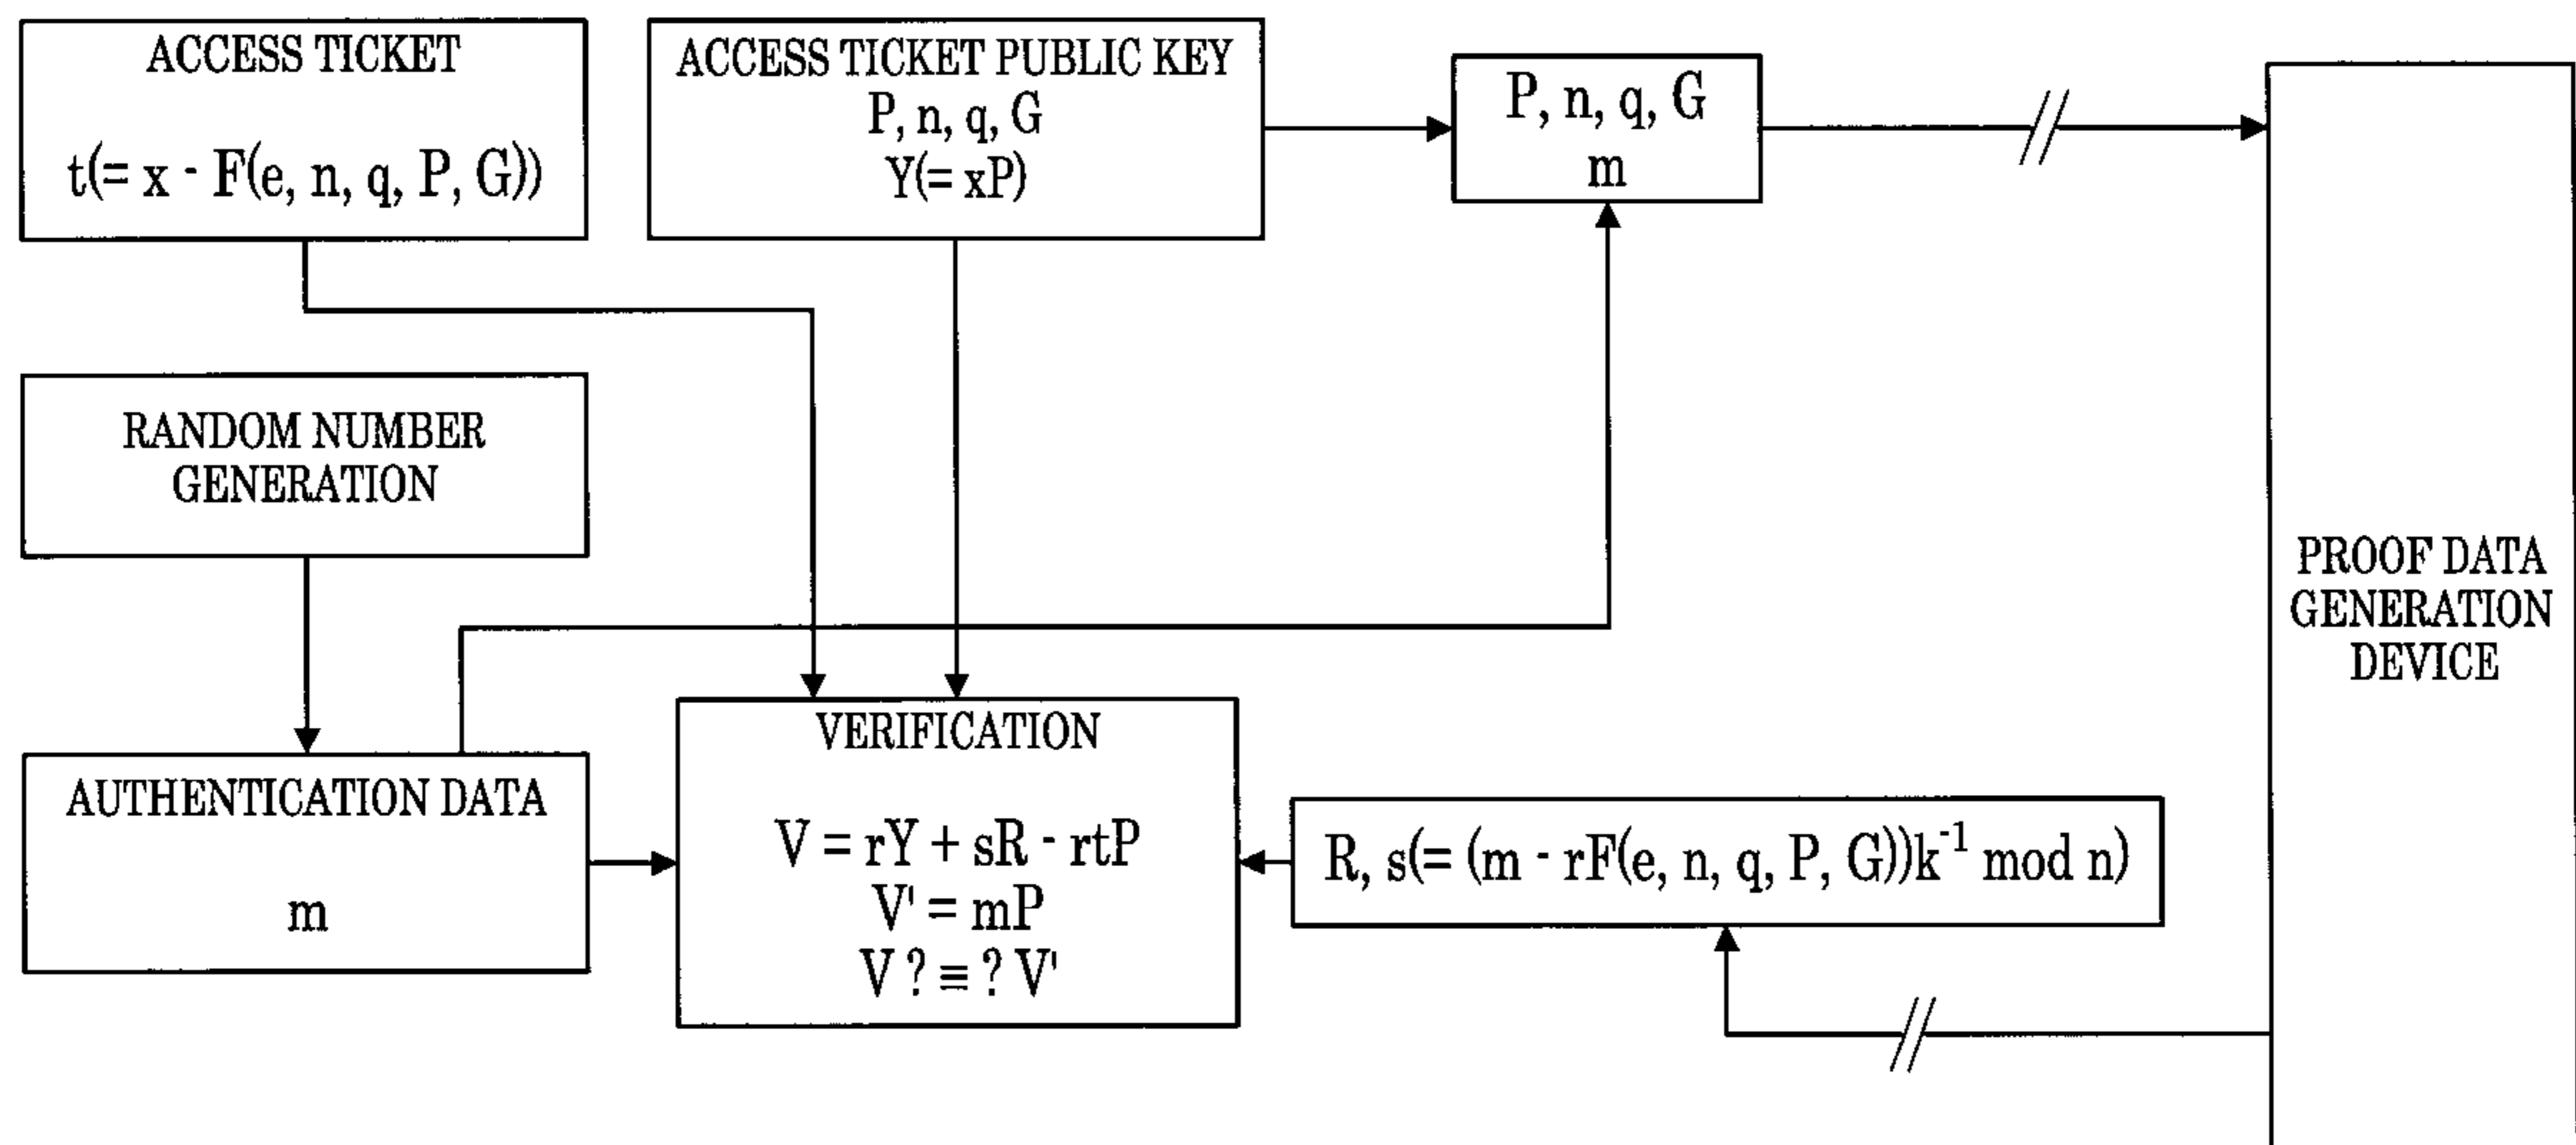 ACCESS TICKET
t(= x - F(e, n, q, P, G))
ACCESS TICKET PUBLIC KEY
P, n, q, G
Y(= xP)
P, n, q, G
m
RANDOM NUMBER
GENERATION
PROOF DATA
GENERATION
DEVICE
AUTHENTICATION DATA
m
VERIFICATION
V = rY + sR - rtP
V' = mP
V ? ≡ ? V'
R, s(= (m - rF(e, n, q, P, G))k⁻¹ mod n)